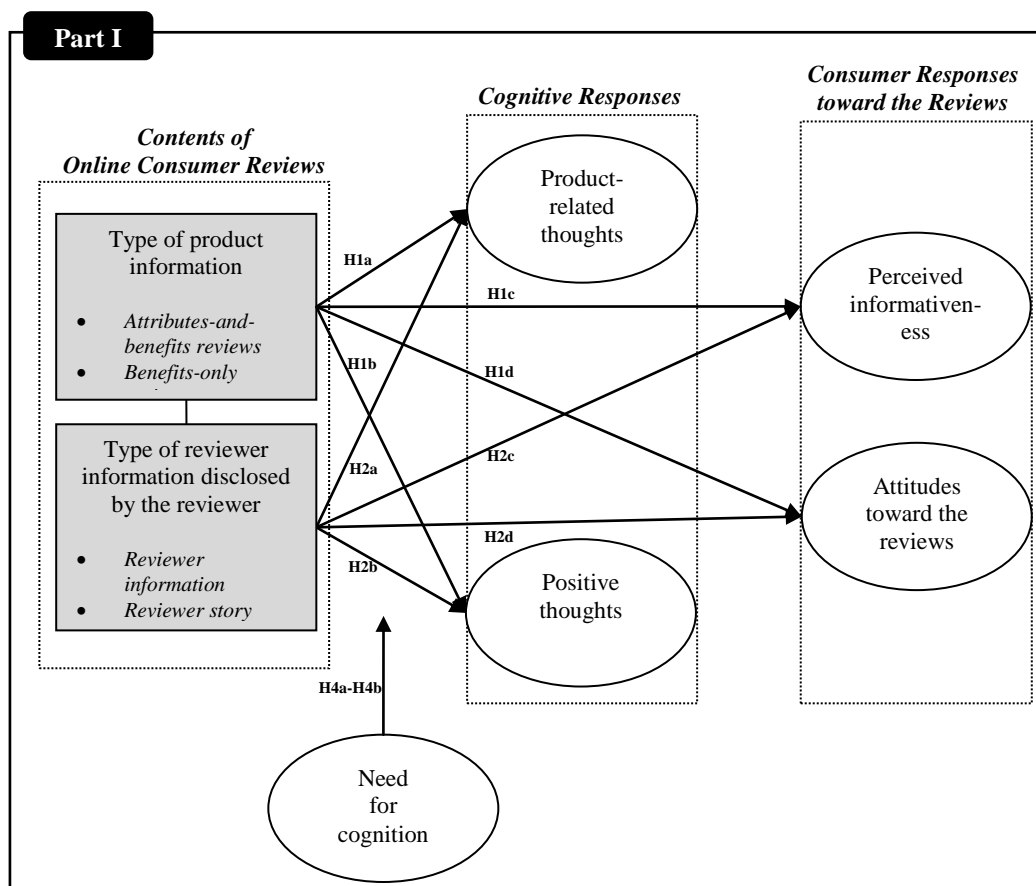 Part I
Contents of
Online Consumer Reviews
Cognitive Responses
Consumer Responses
toward the Reviews
Type of product
information
• Attributes-and-
benefits reviews
• Benefits-only
Type of reviewer
information disclosed
by the reviewer
• Reviewer
information
• Reviewer story
H1a
H1c
H1b
H1d
H2a
H2c
H2d
H2b
H4a-H4b
Product-
related
thoughts
Positive
thoughts
Perceived
informativen-
ess
Attitudes
toward the
reviews
Need
for
cognition